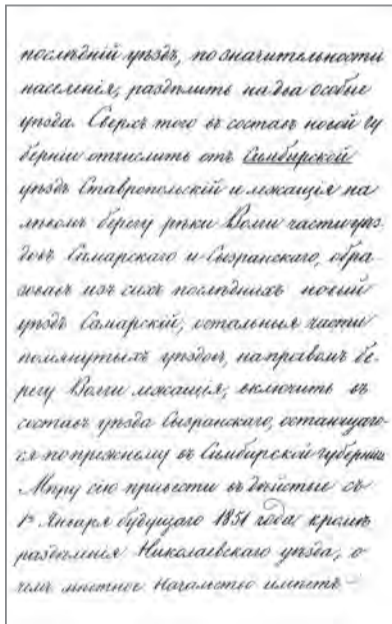 послѣдній уѣздъ, по значительности
населенія, раздѣлить на два особые
уѣзда. Сверхъ того въ составъ новой гу
берніи отчислить отъ Симбирской
уѣздъ Ставропольскій и лежащія на
лѣвомъ берегу рѣки Волги части уѣз-
довъ Самарскаго и Сызранскаго, обра-
зовавъ изъ сихъ послѣднихъ новый
уѣздъ Самарскій; остальныя части
помянутыхъ уѣздовъ, на правомъ бе-
регу Волги лежащія, включить въ
составъ уѣзда Сызранскаго, остающаго-
ся попрежнему въ Симбирской губерніи.
Мѣру сію привести въ дѣйствіе съ
1го Января будущаго 1851 года кромѣ
раздѣленія Николаевскаго уѣзда, о
чемъ мѣстное Начальство имѣетъ